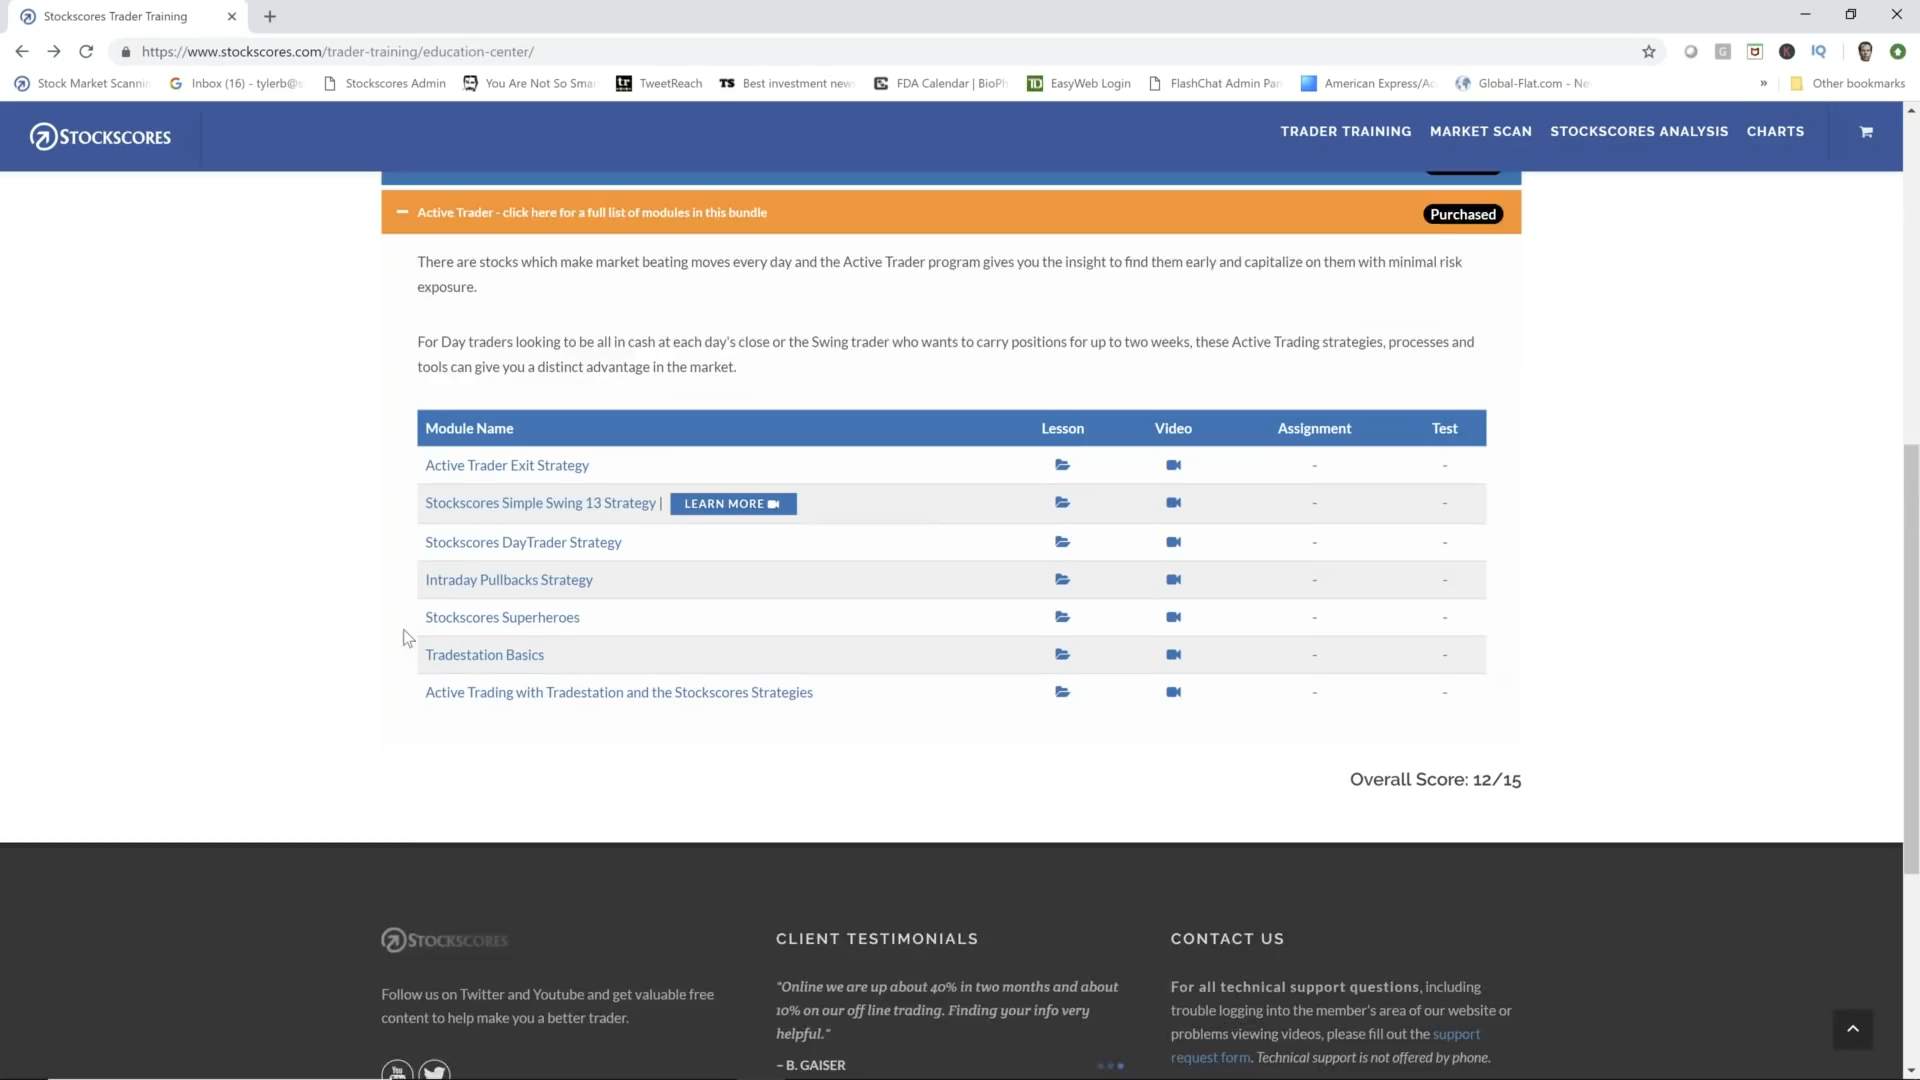 Stockscores Trader Training
https://www.stockscores.com/trader-training/education-center/
Stock Market Scannin
Inbox (16) - tylerb@s
Stockscores Admin
You Are Not So Smar
TweetReach
Best investment news
FDA Calendar | BioPh
EasyWeb Login
FlashChat Admin Pan
American Express/Ac
Global-Flat.com - Ne
» Other bookmarks
STOCKSCORES
TRADER TRAINING MARKET SCAN STOCKSCORES ANALYSIS CHARTS
Active Trader - click here for a full list of modules in this bundle
Purchased
There are stocks which make market beating moves every day and the Active Trader program gives you the insight to find them early and capitalize on them with minimal risk
exposure.
For Day traders looking to be all in cash at each day's close or the Swing trader who wants to carry positions for up to two weeks, these Active Trading strategies, processes and
tools can give you a distinct advantage in the market.
Module Name Lesson Video Assignment Test
Active Trader Exit Strategy - -
Stockscores Simple Swing 13 Strategy | LEARN MORE - -
Stockscores DayTrader Strategy - -
Intraday Pullbacks Strategy - -
Stockscores Superheroes - -
Tradestation Basics - -
Active Trading with Tradestation and the Stockscores Strategies - -
Overall Score: 12/15
STOCKSCORES
Follow us on Twitter and Youtube and get valuable free
content to help make you a better trader.
You
CLIENT TESTIMONIALS
"Online we are up about 40% in two months and about
10% on our off line trading. Finding your info very
helpful."
– B. GAISER
CONTACT US
For all technical support questions, including
trouble logging into the member's area of our website or
problems viewing videos, please fill out the support
request form. Technical support is not offered by phone.